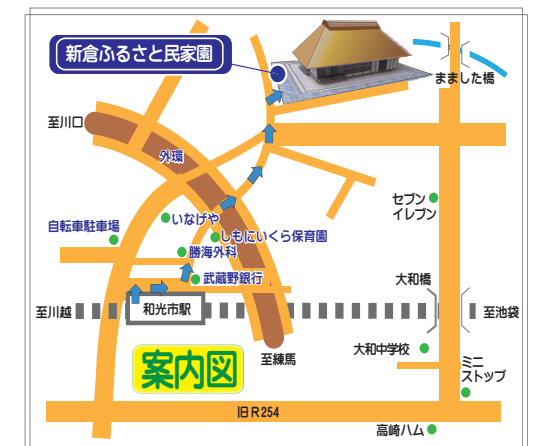 新倉ふるさと民家園
まました橋
至川口
外環
セブン
イレブン
いなげや
自転車駐車場
しもにいくら保育園
勝海外科
武蔵野銀行
大和橋
至川越
和光市駅
至池袋
案内図
至練馬
大和中学校
ミニ
ストップ
旧R254
高崎ハム